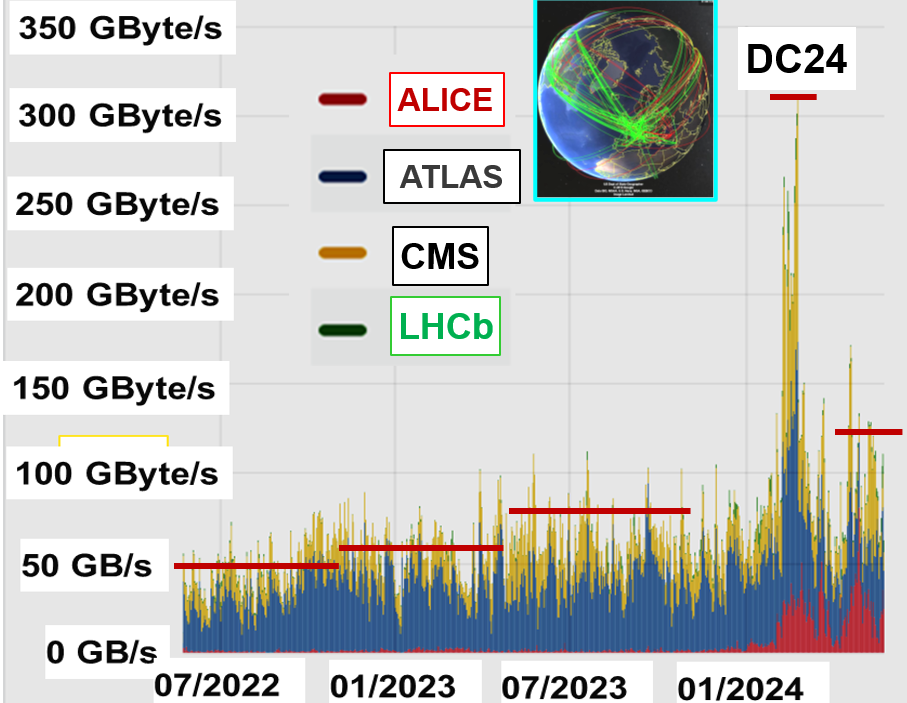 350 GByte/s
DC24
300 GByte/s
ALICE
250 GByte/s
ATLAS
200 GByte/s
CMS
150 GByte/s
LHCb
100 GByte/s
50 GB/s
0 GB/s
07/2022
01/2023
07/2023
01/2024